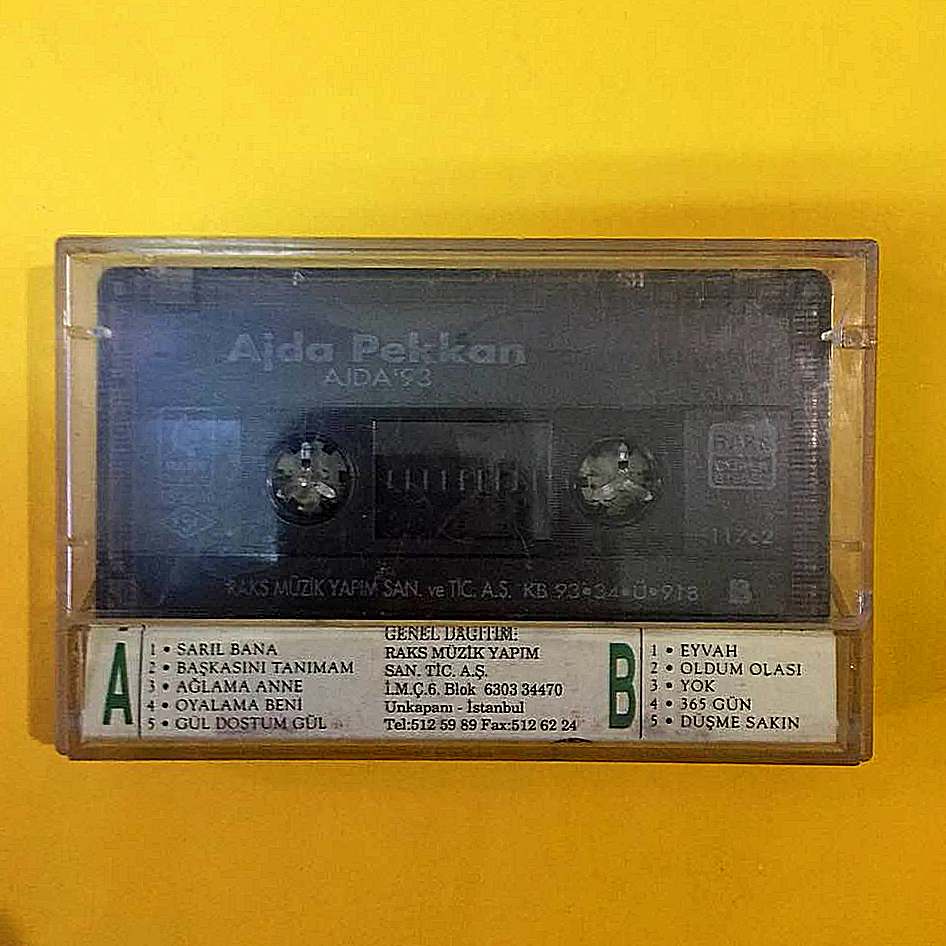 Ajda Pekkan
AJDA'93
RAKS
11762
RAKS MÜZİK YAPIM SAN. ve TİC. A.Ş. KB 93•34•Ü•918 B
A
1 • SARIL BANA
2 • BAŞKASINI TANIMAM
3 • AĞLAMA ANNE
4 • OYALAMA BENİ
5 • GÜL DOSTUM GÜL
GENEL DAĞITIM:
RAKS MÜZİK YAPIM
SAN. TİC. A.Ş.
İ.M.Ç.6. Blok 6303 34470
Unkapanı - İstanbul
Tel:512 59 89 Fax:512 62 24
B
1 • EYVAH
2 • OLDUM OLASI
3 • YOK
4 • 365 GÜN
5 • DÜŞME SAKIN